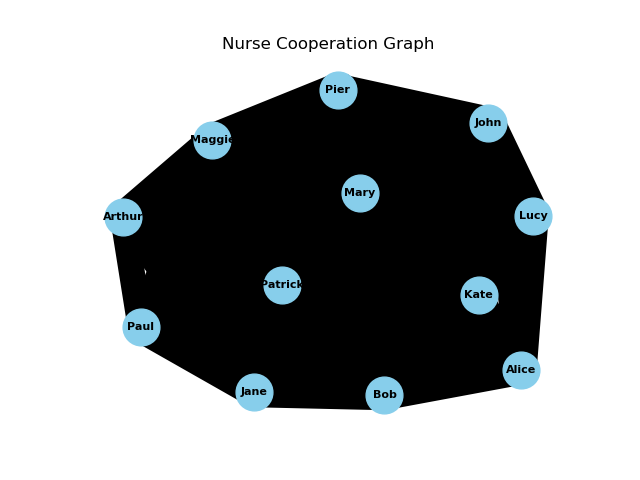 Nurse Cooperation Graph
Pier
John
Maggie
Mary
Arthur
Lucy
Patrick
Kate
Paul
Alice
Jane
Bob